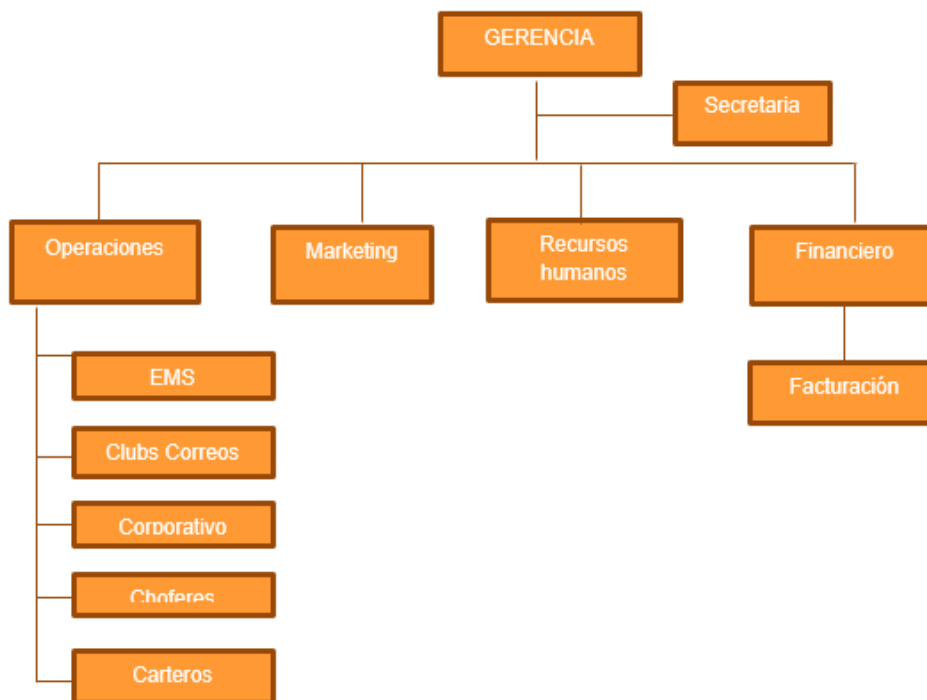 GERENCIA
Secretaria
Operaciones
Marketing
Recursos
humanos
Financiero
EMS
Facturación
Clubs Correos
Corporativo
Choferes
Carteros